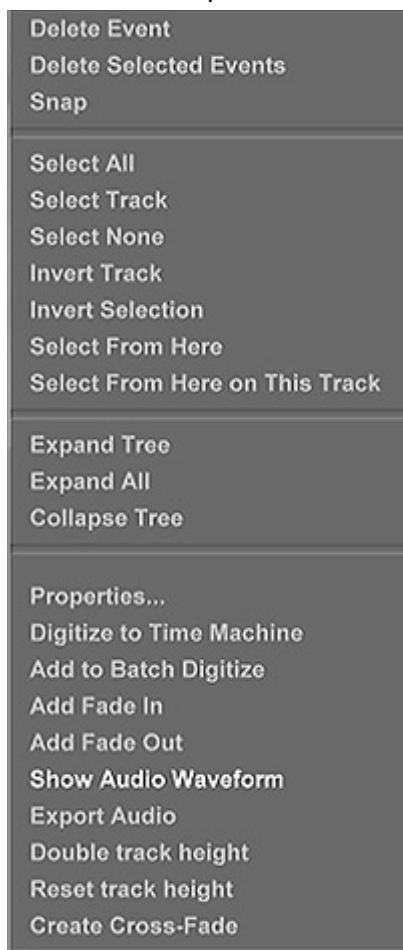 Delete Event
Delete Selected Events
Snap
Select All
Select Track
Select None
Invert Track
Invert Selection
Select From Here
Select From Here on This Track
Expand Tree
Expand All
Collapse Tree
Properties...
Digitize to Time Machine
Add to Batch Digitize
Add Fade In
Add Fade Out
Show Audio Waveform
Export Audio
Double track height
Reset track height
Create Cross-Fade